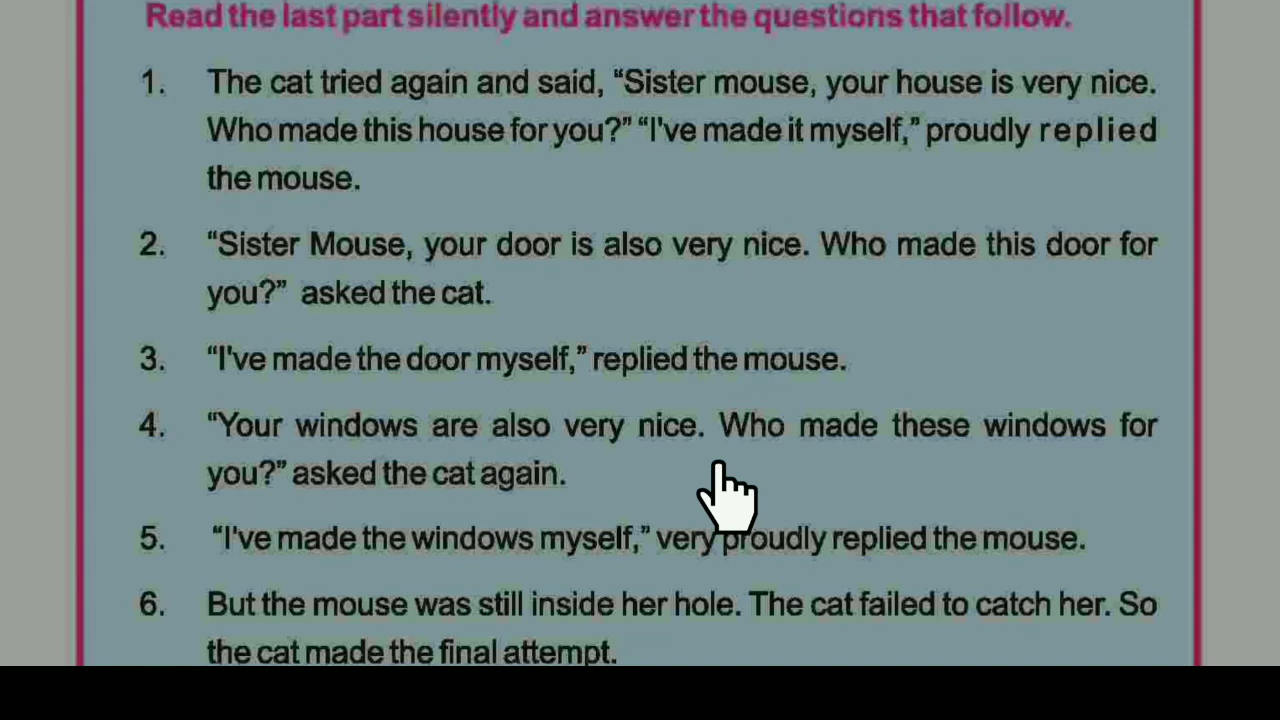 Read the last part silently and answer the questions that follow.
1. The cat tried again and said, “Sister mouse, your house is very nice.
Who made this house for you?” “I've made it myself,” proudly replied
the mouse.
2. “Sister Mouse, your door is also very nice. Who made this door for
you?” asked the cat.
3. “I've made the door myself,” replied the mouse.
4. “Your windows are also very nice. Who made these windows for
you?” asked the cat again.
5. “I've made the windows myself,” very proudly replied the mouse.
6. But the mouse was still inside her hole. The cat failed to catch her. So
the cat made the final attempt.